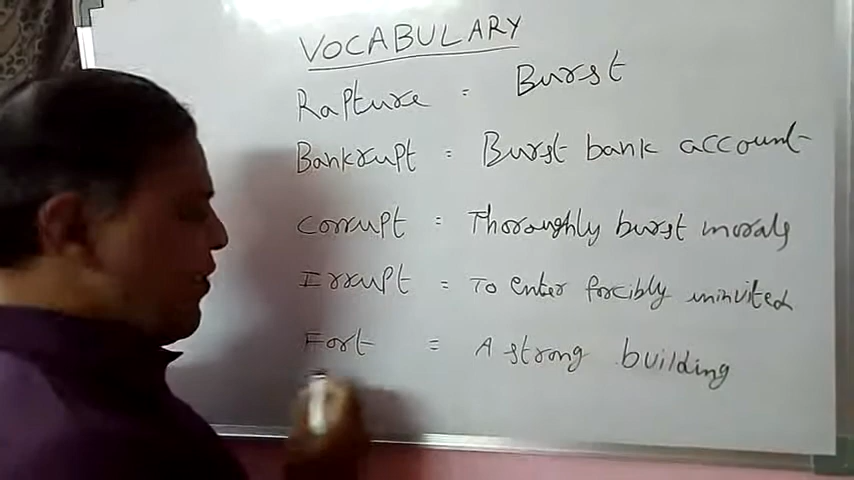 VOCABULARY
Rapture = Burst
Bankrupt = Burst bank account
Corrupt = Thoroughly burst morals
Irrupt = To enter forcibly uninvited
Fort = A strong building